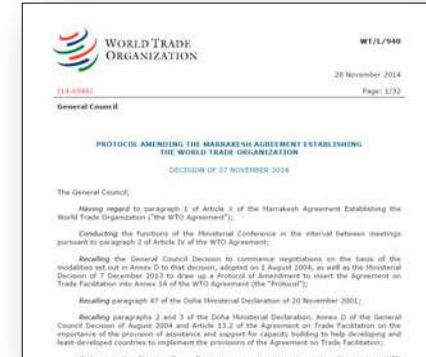 WORLD TRADE
ORGANIZATION
WT/L/940
28 November 2014
(14-6946)
Page: 1/32
General Council
PROTOCOL AMENDING THE MARRAKESH AGREEMENT ESTABLISHING
THE WORLD TRADE ORGANIZATION
DECISION OF 27 NOVEMBER 2014
The General Council;
Having regard to paragraph 1 of Article X of the Marrakesh Agreement Establishing the
World Trade Organization ("the WTO Agreement");
Conducting the functions of the Ministerial Conference in the interval between meetings
pursuant to paragraph 2 of Article IV of the WTO Agreement;
Recalling the General Council Decision to commence negotiations on the basis of the
modalities set out in Annex D to that decision, adopted on 1 August 2004, as well as the Ministerial
Decision of 7 December 2013 to draw up a Protocol of Amendment to insert the Agreement on
Trade Facilitation into Annex 1A of the WTO Agreement (the "Protocol");
Recalling paragraph 47 of the Doha Ministerial Declaration of 20 November 2001;
Recalling paragraphs 2 and 3 of the Doha Ministerial Declaration, Annex D of the General
Council Decision of August 2004 and Article 13.2 of the Agreement on Trade Facilitation on the
importance of the provision of assistance and support for capacity building to help developing and
least-developed countries to implement the provisions of the Agreement on Trade Facilitation;